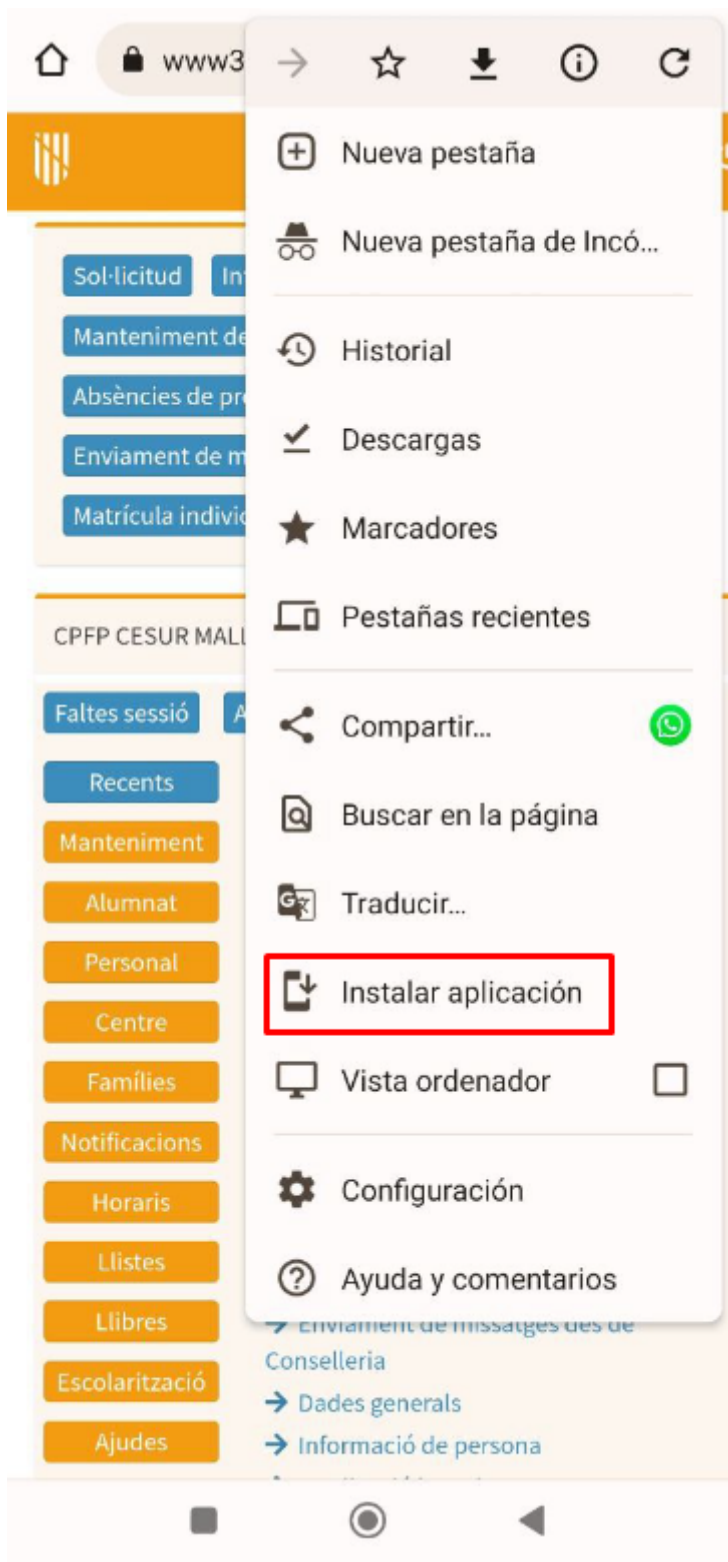 www3
Nueva pestaña
Nueva pestaña de Incó...
Sol·licitud
Manteniment de
Historial
Absències de
Descargas
Enviament de
Matrícula
Marcadores
Pestañas recientes
CPFP CESUR
Faltes sessió
Compartir...
Recents
Buscar en la página
Manteniment
Alumnat
Traducir...
Personal
Instalar aplicación
Centre
Famílies
Vista ordenador
Notificacions
Horaris
Configuración
Llistes
Ayuda y comentarios
Llibres
Enviament de missatges des de
Conselleria
Escolarització
Dades generals
Ajudes
Informació de persona